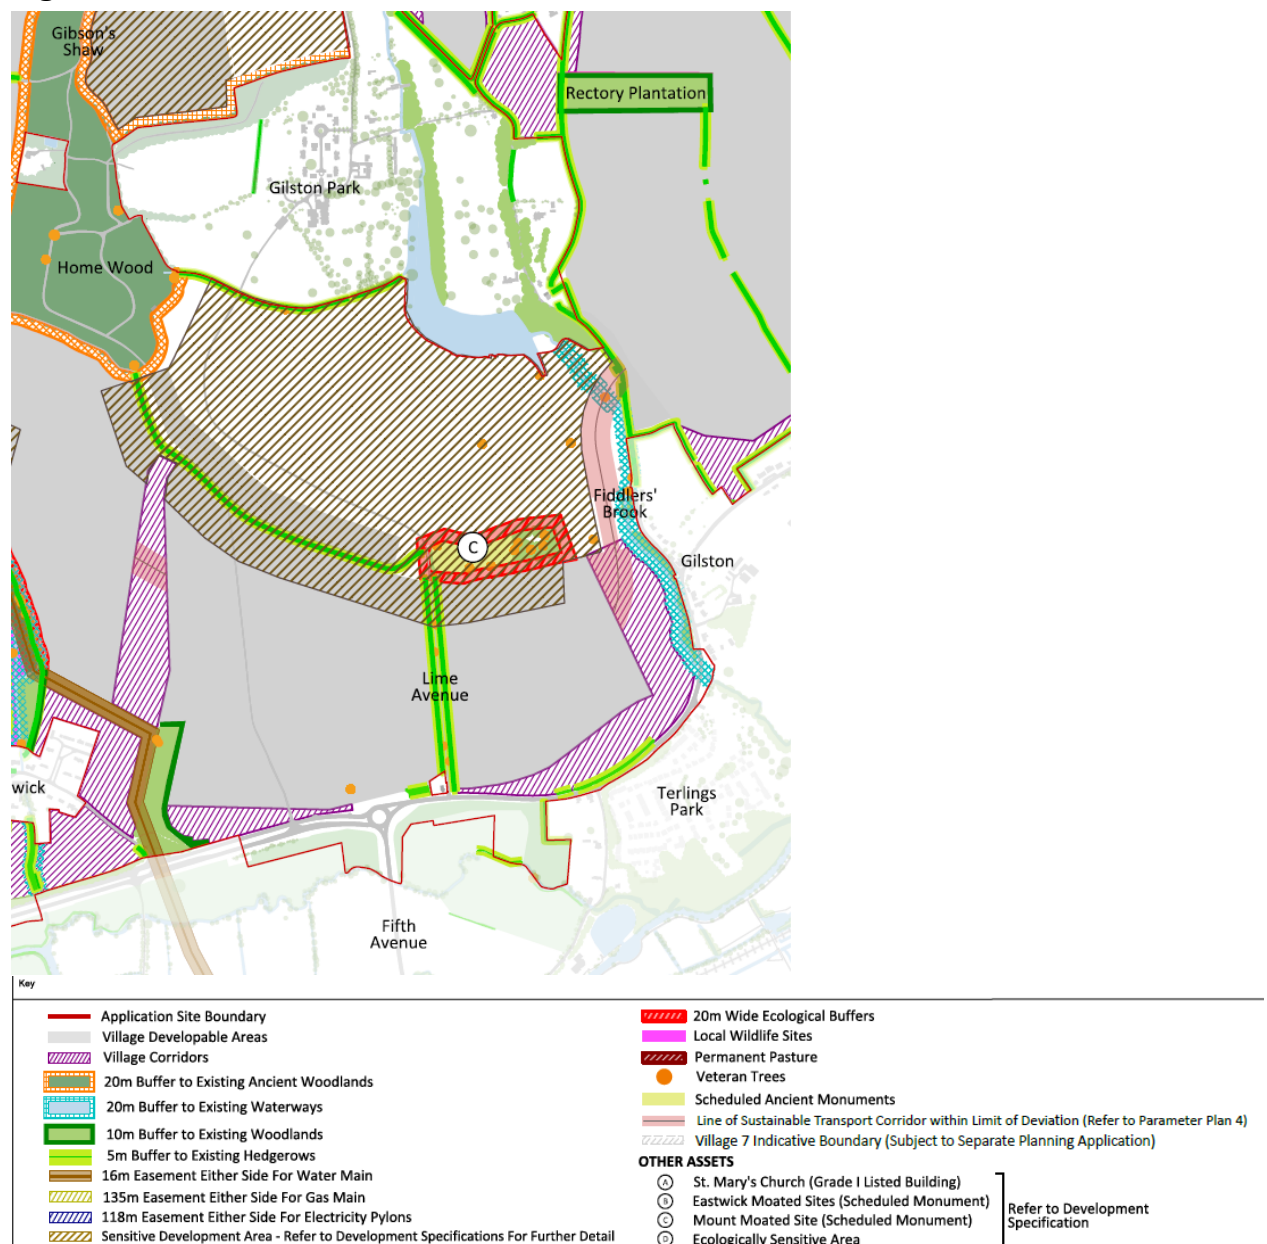 Gibson's
Shaw
Rectory Plantation
Gilston Park
Home Wood
Fiddlers'
Brook
C
Gilston
Lime
Avenue
wick
Terlings
Park
Fifth
Avenue
Key
Application Site Boundary
Village Developable Areas
Village Corridors
20m Buffer to Existing Ancient Woodlands
20m Buffer to Existing Waterways
10m Buffer to Existing Woodlands
5m Buffer to Existing Hedgerows
16m Easement Either Side For Water Main
135m Easement Either Side For Gas Main
118m Easement Either Side For Electricity Pylons
Sensitive Development Area - Refer to Development Specifications For Further Detail
20m Wide Ecological Buffers
Local Wildlife Sites
Permanent Pasture
Veteran Trees
Scheduled Ancient Monuments
Line of Sustainable Transport Corridor within Limit of Deviation (Refer to Parameter Plan 4)
Village 7 Indicative Boundary (Subject to Separate Planning Application)
OTHER ASSETS
A St. Mary's Church (Grade I Listed Building)
B Eastwick Moated Sites (Scheduled Monument)
C Mount Moated Site (Scheduled Monument)
D Ecologically Sensitive Area
Refer to Development
Specification